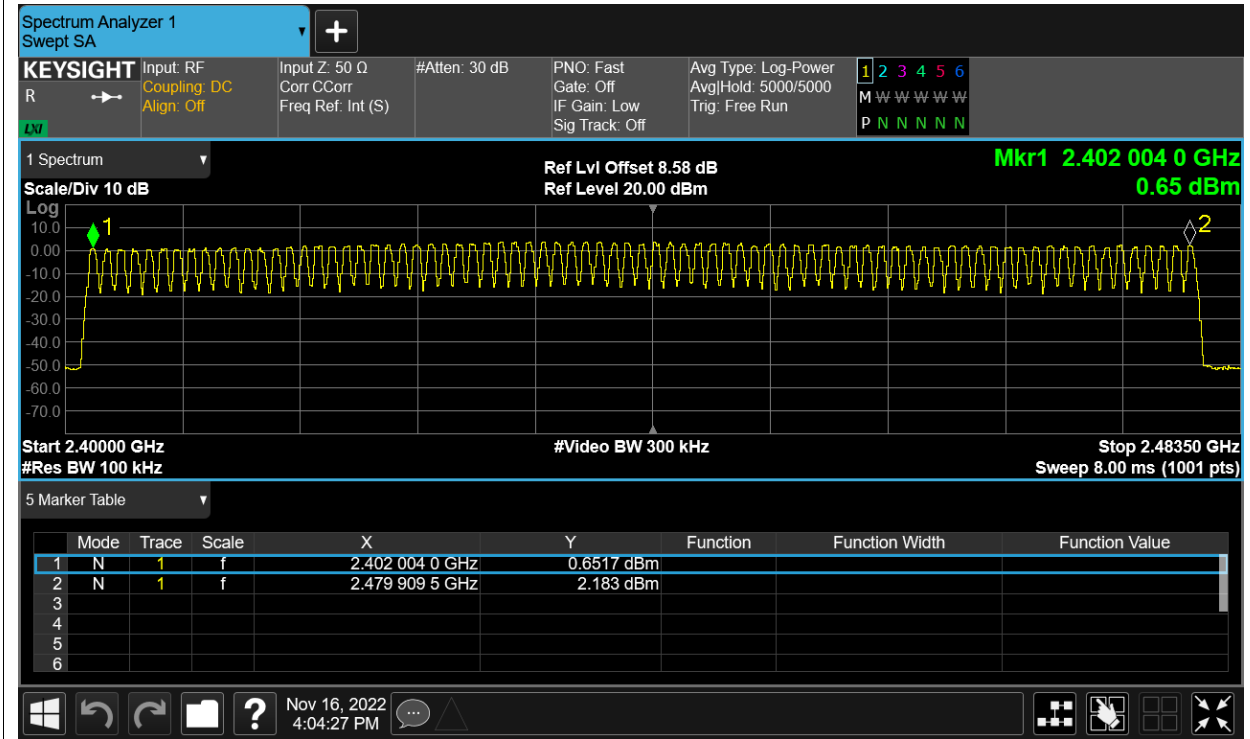 Spectrum Analyzer 1
Swept SA
KEYSIGHT Input: RF Input Z: 50 Ω #Atten: 30 dB PNO: Fast Avg Type: Log-Power 1 2 3 4 5 6
R Coupling: DC Corr CCorr Gate: Off Avg|Hold: 5000/5000 M W W W W W W
Align: Off Freq Ref: Int (S) IF Gain: Low Trig: Free Run
LXI Sig Track: Off P N N N N N N
1 Spectrum Ref Lvl Offset 8.58 dB Mkr1 2.402 004 0 GHz
Scale/Div 10 dB Ref Level 20.00 dBm 0.65 dBm
Log
1 2
10.0
0.00
-10.0
-20.0
-30.0
-40.0
-50.0
-60.0
-70.0
Start 2.40000 GHz #Video BW 300 kHz Stop 2.48350 GHz
#Res BW 100 kHz Sweep 8.00 ms (1001 pts)
5 Marker Table
Mode Trace Scale X Y Function Function Width Function Value
1 N 1 f 2.402 004 0 GHz 0.6517 dBm
2 N 1 f 2.479 909 5 GHz 2.183 dBm
3
4
5
6
? Nov 16, 2022
4:04:27 PM